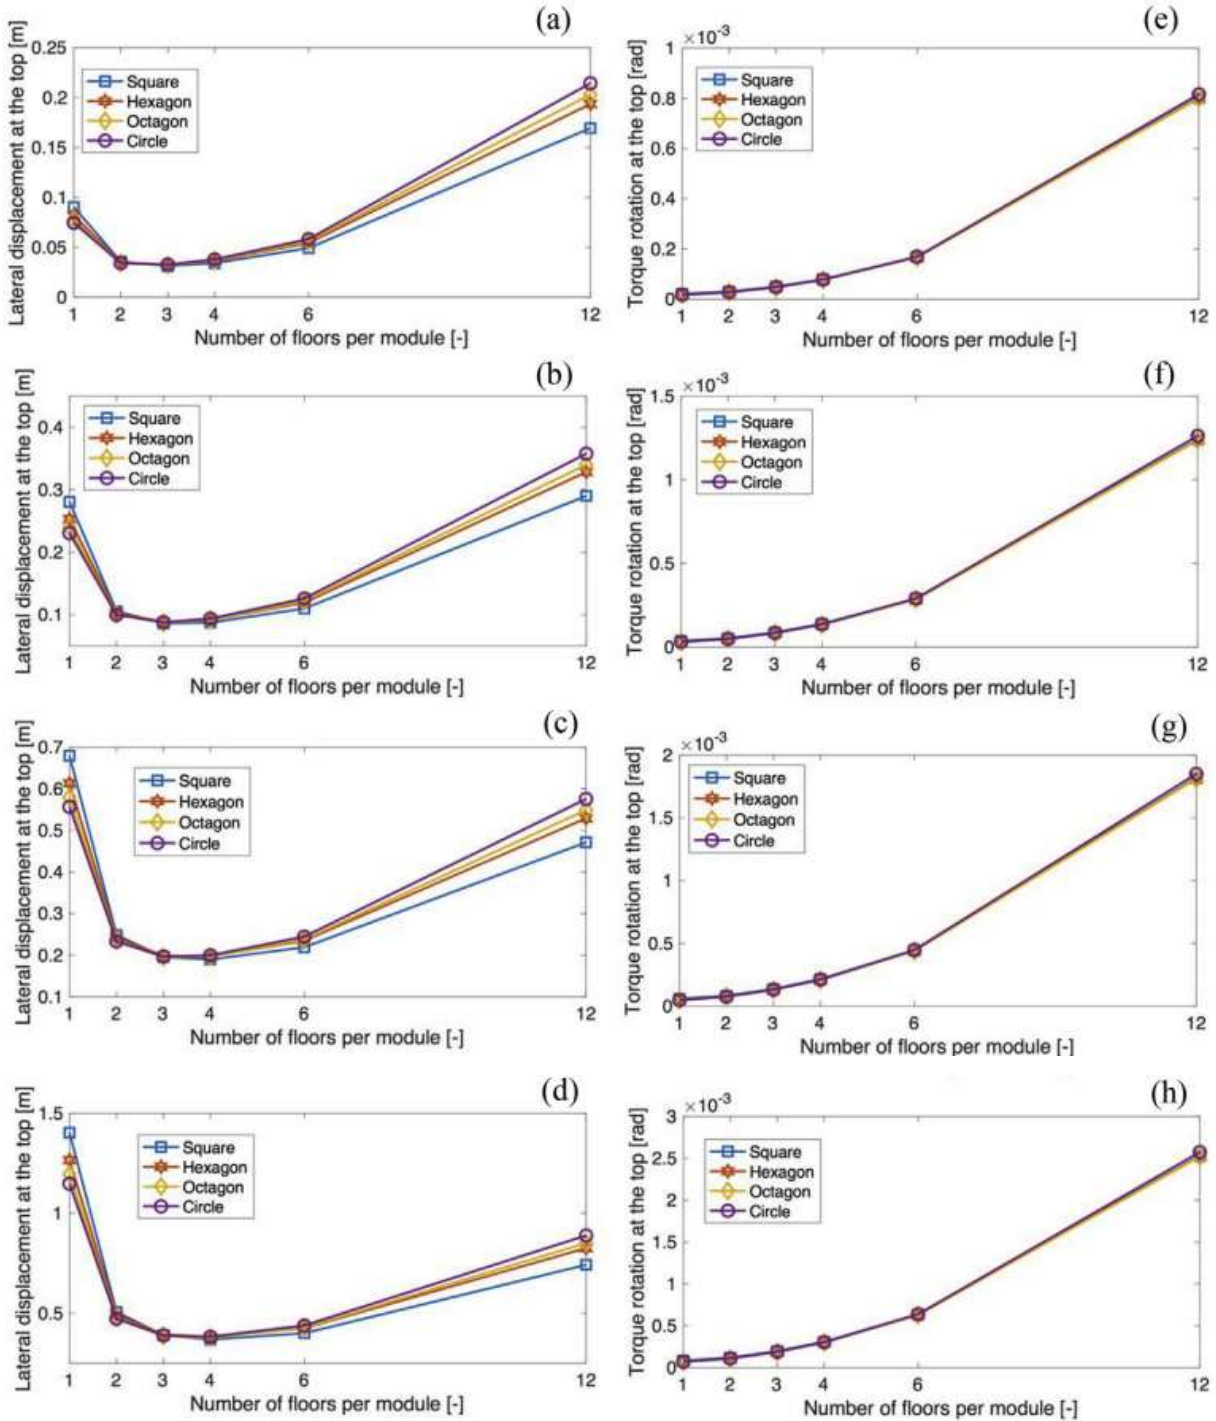 (a)
Lateral displacement at the top [m]
0.25
0.2
0.15
0.1
0.05
0
Square
Hexagon
Octagon
Circle
1 2 3 4 6 12
Number of floors per module [-]
(e)
×10⁻³
Torque rotation at the top [rad]
1
0.8
0.6
0.4
0.2
0
Square
Hexagon
Octagon
Circle
1 2 3 4 6 12
Number of floors per module [-]
(b)
Lateral displacement at the top [m]
0.4
0.3
0.2
0.1
Square
Hexagon
Octagon
Circle
1 2 3 4 6 12
Number of floors per module [-]
(f)
×10⁻³
Torque rotation at the top [rad]
1.5
1
0.5
0
Square
Hexagon
Octagon
Circle
1 2 3 4 6 12
Number of floors per module [-]
(c)
Lateral displacement at the top [m]
0.7
0.6
0.5
0.4
0.3
0.2
0.1
Square
Hexagon
Octagon
Circle
1 2 3 4 6 12
Number of floors per module [-]
(g)
×10⁻³
Torque rotation at the top [rad]
2
1.5
1
0.5
0
Square
Hexagon
Octagon
Circle
1 2 3 4 6 12
Number of floors per module [-]
(d)
Lateral displacement at the top [m]
1.5
1
0.5
Square
Hexagon
Octagon
Circle
1 2 3 4 6 12
Number of floors per module [-]
(h)
×10⁻³
Torque rotation at the top [rad]
3
2.5
2
1.5
1
0.5
0
Square
Hexagon
Octagon
Circle
1 2 3 4 6 12
Number of floors per module [-]